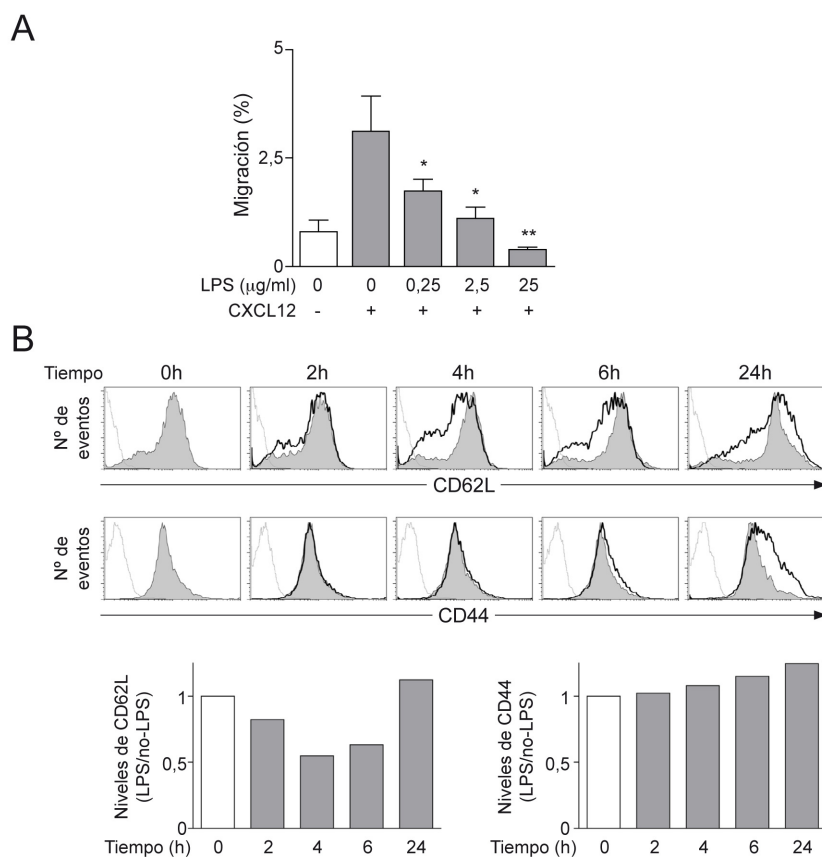 A
5
2,5
0
Migración (%)
*
*
**
LPS (μg/ml) 0 0 0,25 2,5 25
CXCL12 - + + + +
B
Tiempo 0h 2h 4h 6h 24h
Nº de
eventos
CD62L
Nº de
eventos
CD44
Niveles de CD62L
(LPS/no-LPS)
1
0,5
0
Tiempo (h) 0 2 4 6 24
Niveles de CD44
(LPS/no-LPS)
1
0,5
0
Tiempo (h) 0 2 4 6 24